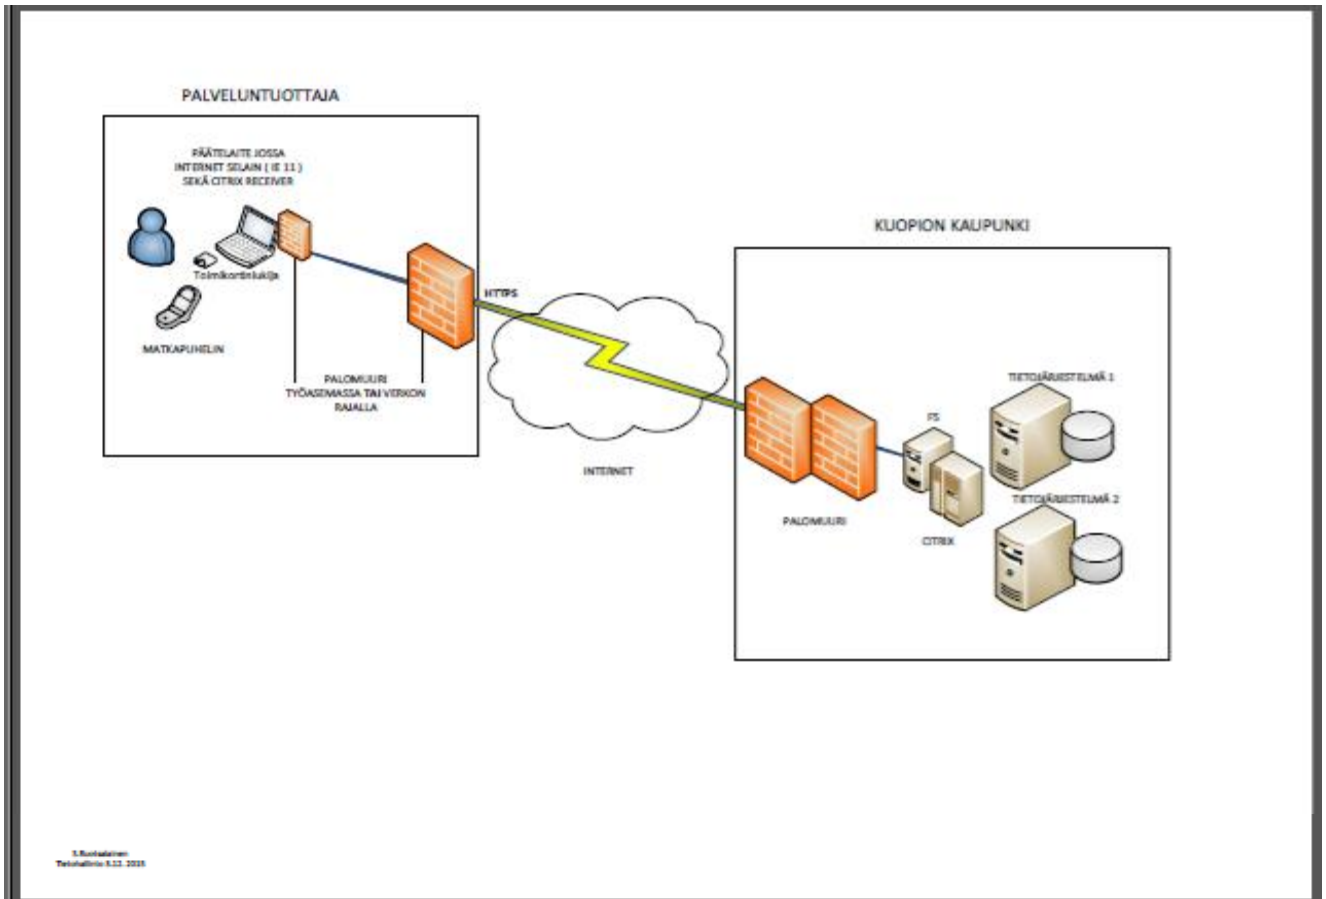 PALVELUNTUOTTAJA
PÄÄTELAITE JOSSA
INTERNET SELAIN ( IE 11 )
SEKÄ CITRIX RECEIVER
Toimikortinlukija
MATKAPUHELIN
PALOMUURI
TYÖASEMASSA TAI VERKON
RAJALLA
HTTPS
INTERNET
KUOPION KAUPUNKI
PALOMUURI
FS
CITRIX
TIETOJÄRJESTELMÄ 1
TIETOJÄRJESTELMÄ 2
Tietohallinto